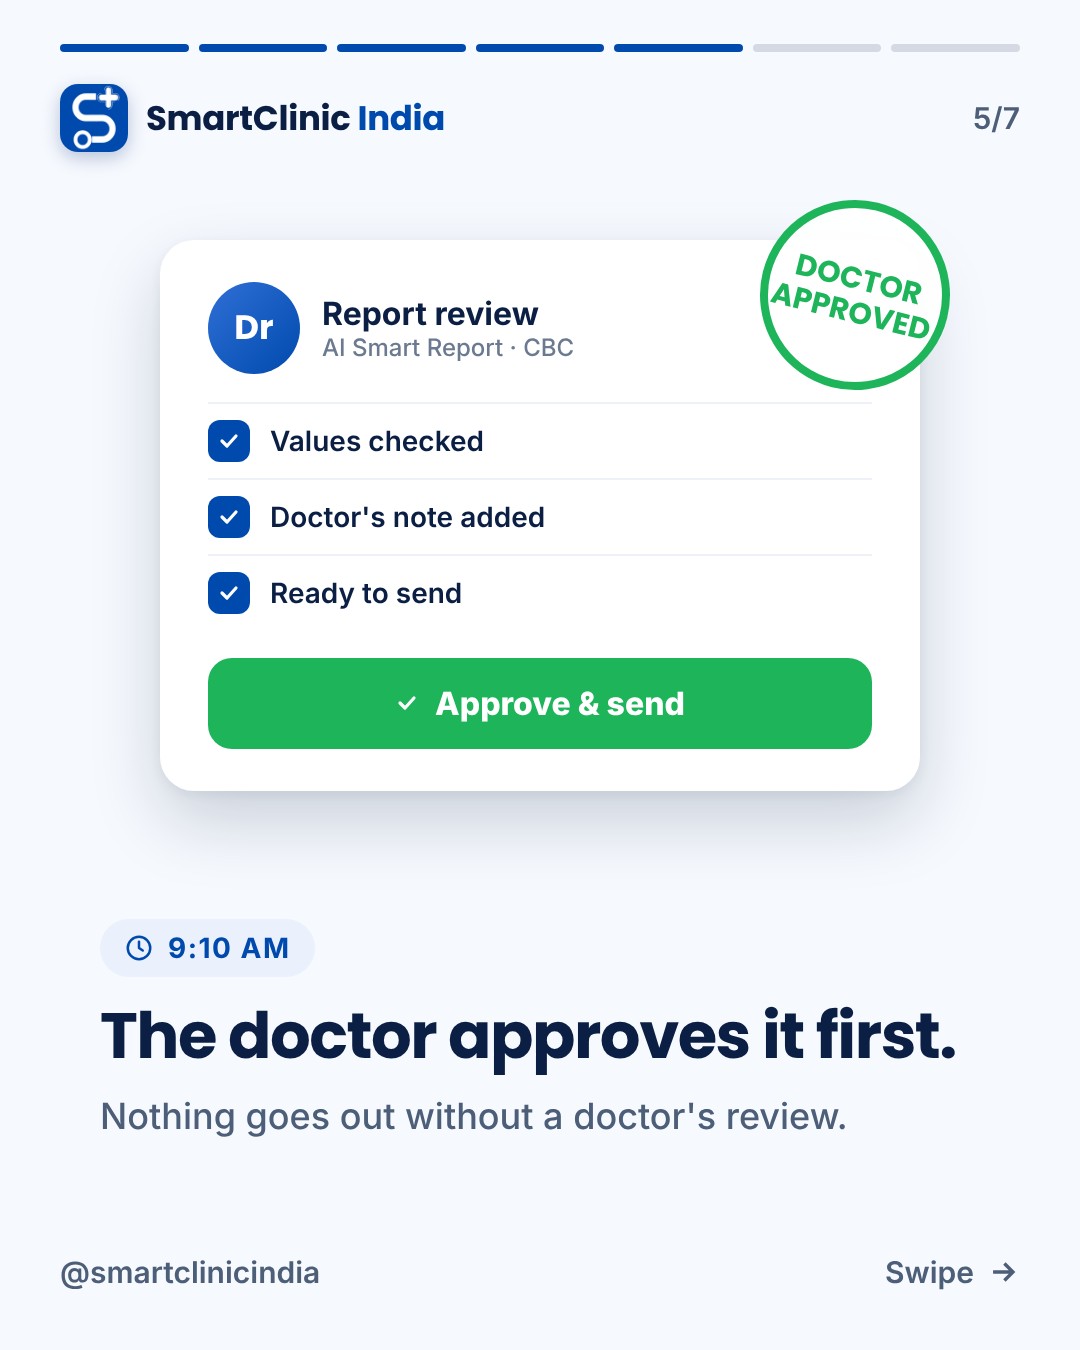 SmartClinic India
5/7
DOCTOR
APPROVED
Dr
Report review
AI Smart Report · CBC
Values checked
Doctor's note added
Ready to send
Approve & send
9:10 AM
The doctor approves it first.
Nothing goes out without a doctor's review.
@smartclinicindia
Swipe →